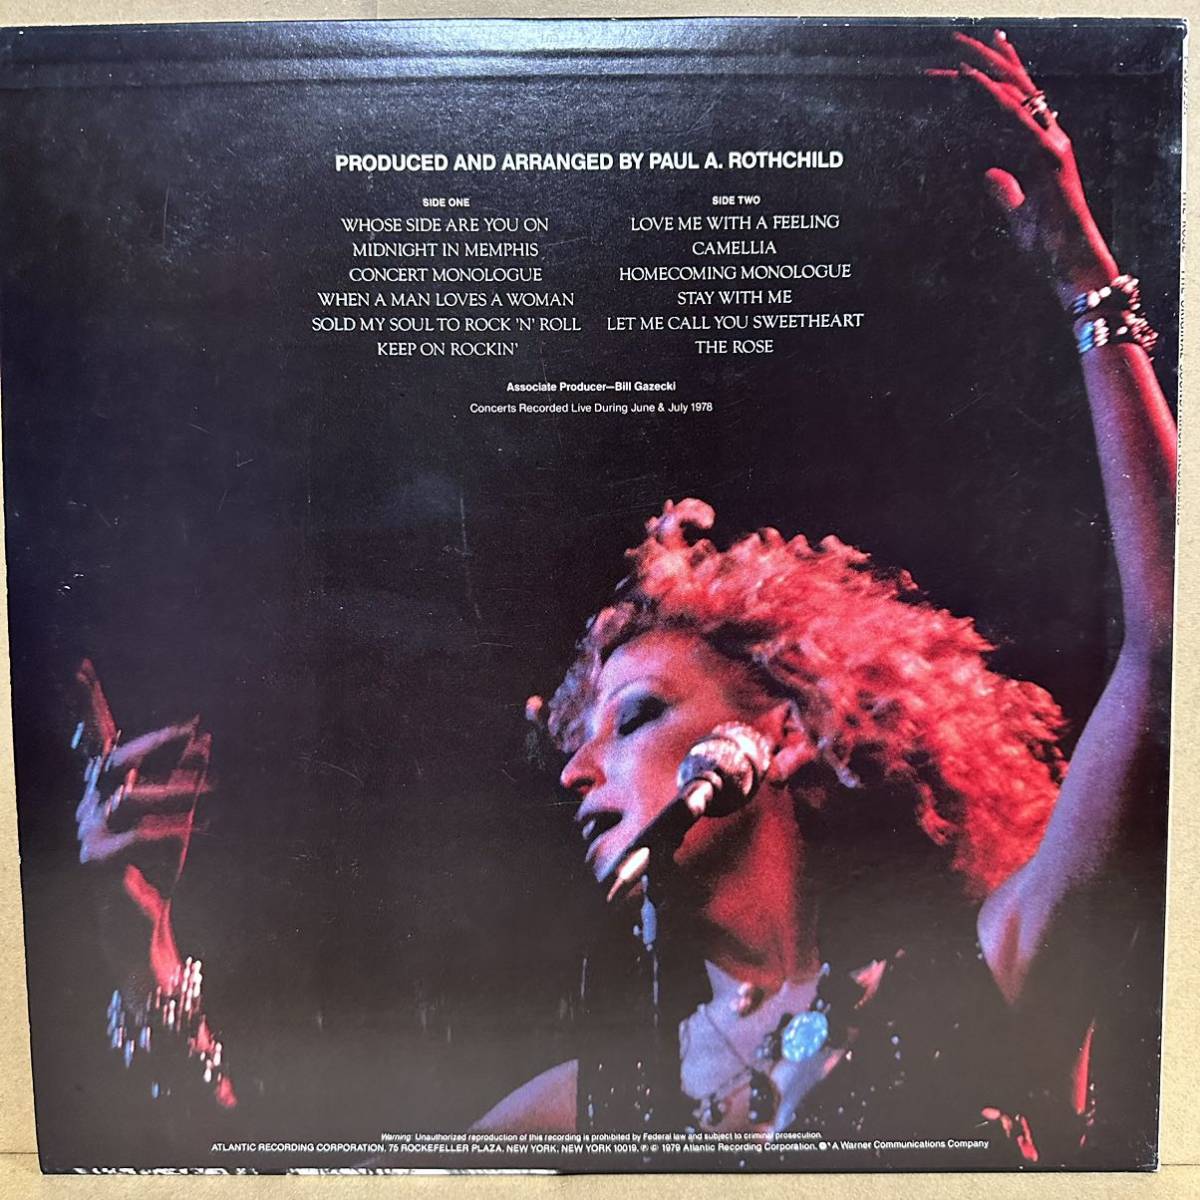 PRODUCED AND ARRANGED BY PAUL A. ROTHCHILD
SIDE ONE
WHOSE SIDE ARE YOU ON
MIDNIGHT IN MEMPHIS
CONCERT MONOLOGUE
WHEN A MAN LOVES A WOMAN
SOLD MY SOUL TO ROCK 'N' ROLL
KEEP ON ROCKIN'
SIDE TWO
LOVE ME WITH A FEELING
CAMELLIA
HOMECOMING MONOLOGUE
STAY WITH ME
LET ME CALL YOU SWEETHEART
THE ROSE
Associate Producer—Bill Gazecki
Concerts Recorded Live During June & July 1978
Warning: Unauthorized reproduction of this recording is prohibited by Federal law and subject to criminal prosecution.
ATLANTIC RECORDING CORPORATION, 75 ROCKEFELLER PLAZA, NEW YORK, NEW YORK 10019. ℗ © 1979 Atlantic Recording Corporation. A Warner Communications Company